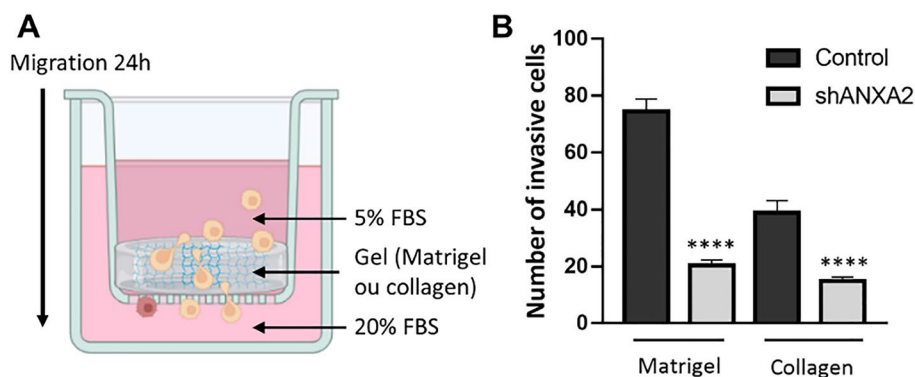 A
Migration 24h
5% FBS
Gel (Matrigel
ou collagen)
20% FBS
B
Number of invasive cells
100
80
60
40
20
0
Control
shANXA2
****
****
Matrigel
Collagen